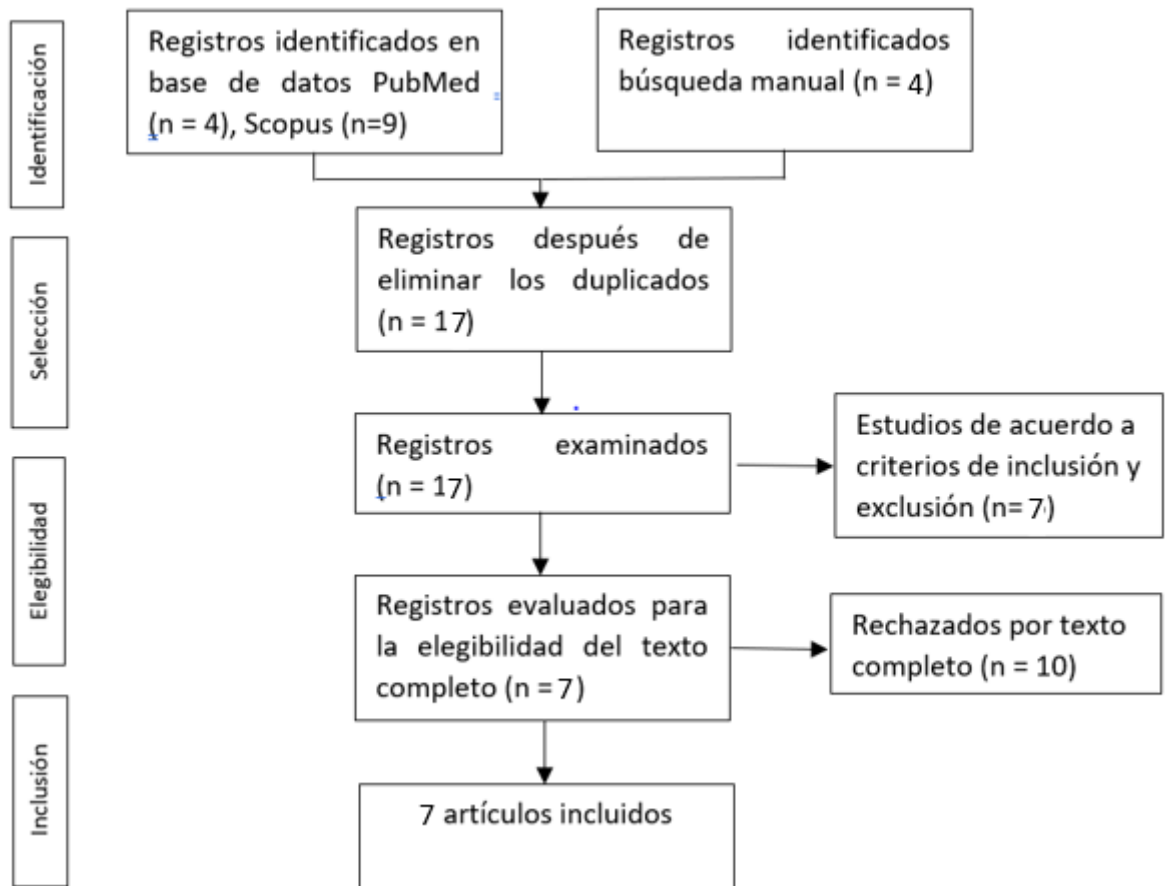 Identificación
Registros identificados en
base de datos PubMed
(n = 4), Scopus (n=9)
Registros identificados
búsqueda manual (n = 4)
Selección
Registros después de
eliminar los duplicados
(n = 17)
Registros examinados
(n = 17)
Estudios de acuerdo a
criterios de inclusión y
exclusión (n= 7)
Elegibilidad
Registros evaluados para
la elegibilidad del texto
completo (n = 7)
Rechazados por texto
completo (n = 10)
Inclusión
7 artículos incluidos